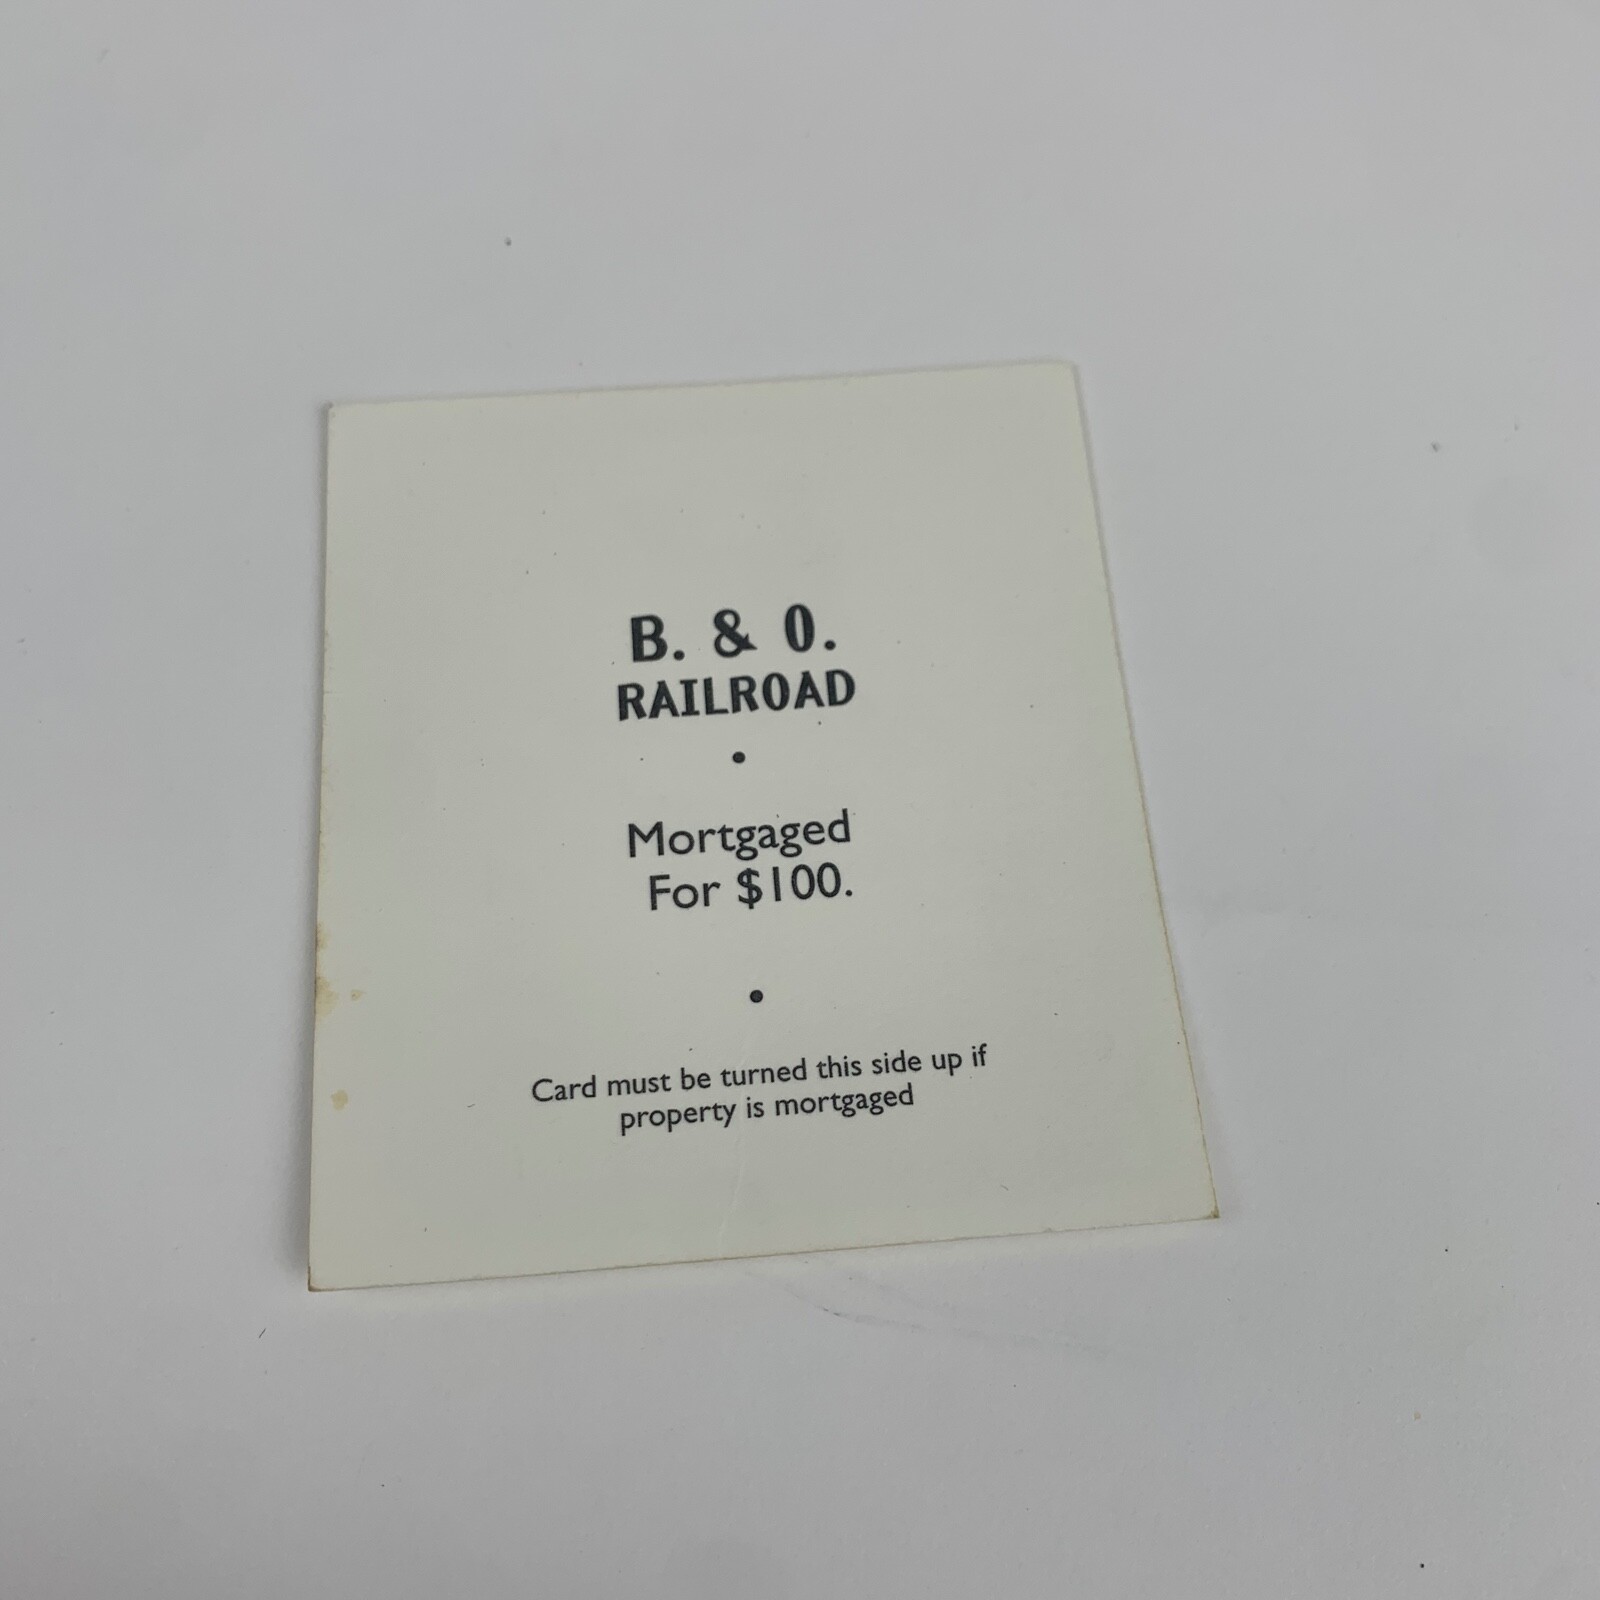 B. & O.
RAILROAD
•
Mortgaged
For $100.
•
Card must be turned this side up if
property is mortgaged